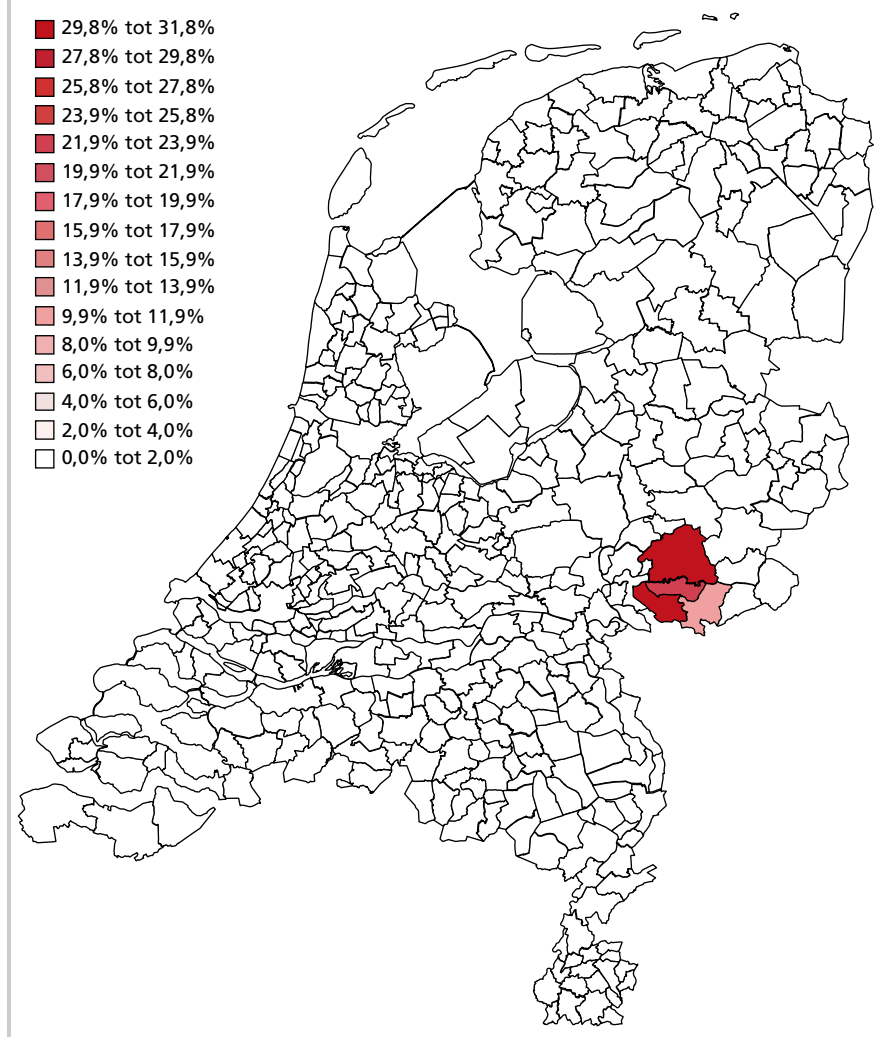 29,8% tot 31,8%
27,8% tot 29,8%
25,8% tot 27,8%
23,9% tot 25,8%
21,9% tot 23,9%
19,9% tot 21,9%
17,9% tot 19,9%
15,9% tot 17,9%
13,9% tot 15,9%
11,9% tot 13,9%
9,9% tot 11,9%
8,0% tot 9,9%
6,0% tot 8,0%
4,0% tot 6,0%
2,0% tot 4,0%
0,0% tot 2,0%